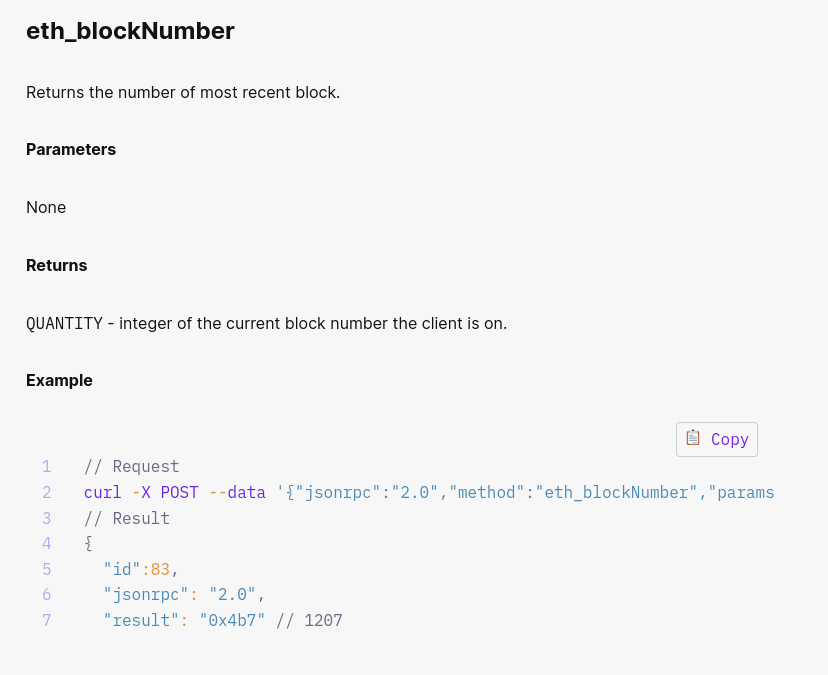 eth_blockNumber
Returns the number of most recent block.
Parameters
None
Returns
QUANTITY - integer of the current block number the client is on.
Example
Copy
1 // Request
2 curl -X POST --data '{"jsonrpc":"2.0","method":"eth_blockNumber","params
3 // Result
4 {
5 "id":83,
6 "jsonrpc": "2.0",
7 "result": "0x4b7" // 1207